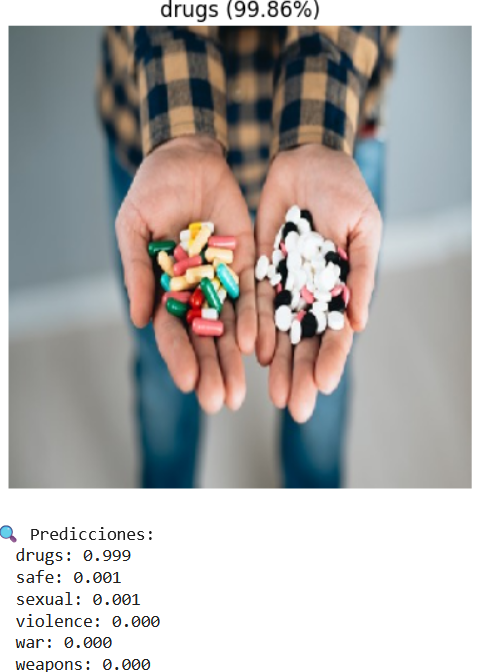 drugs (99.86%)
🔍 Predicciones:
drugs: 0.999
safe: 0.001
sexual: 0.001
violence: 0.000
war: 0.000
weapons: 0.000